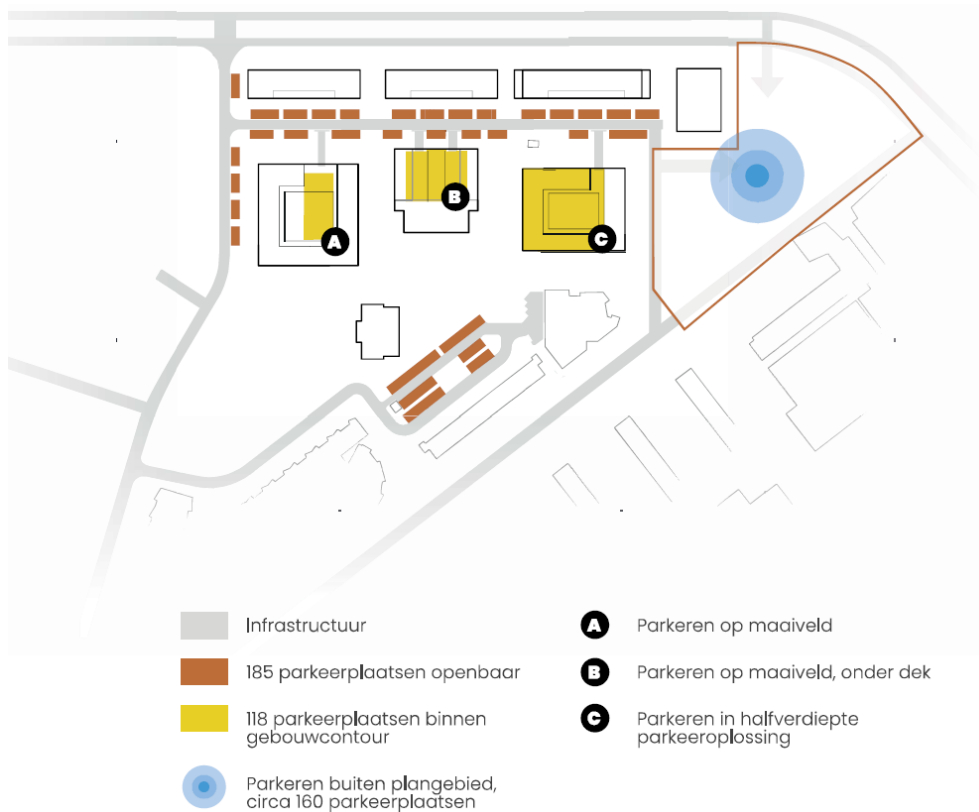 A
B
C
Infrastructuur
185 parkeerplaatsen openbaar
118 parkeerplaatsen binnen
gebouwcontour
Parkeren buiten plangebied,
circa 160 parkeerplaatsen
A Parkeren op maaiveld
B Parkeren op maaiveld, onder dek
C Parkeren in halfverdiepte
parkeeroplossing